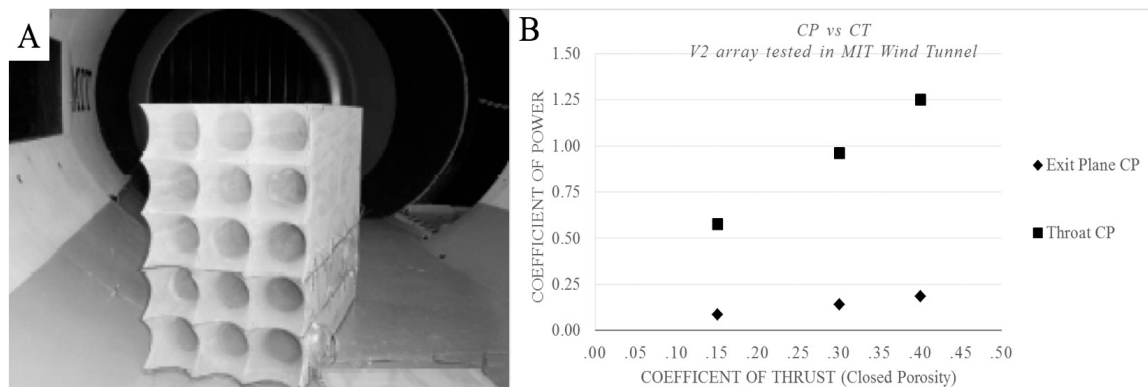 A
MIT
B
CP vs CT
V2 array tested in MIT Wind Tunnel
COEFFICIENT OF POWER
1.50
1.25
1.00
0.75
0.50
0.25
0.00
.00 .05 .10 .15 .20 .25 .30 .35 .40 .45 .50
COEFFICENT OF THRUST (Closed Porosity)
Exit Plane CP
Throat CP